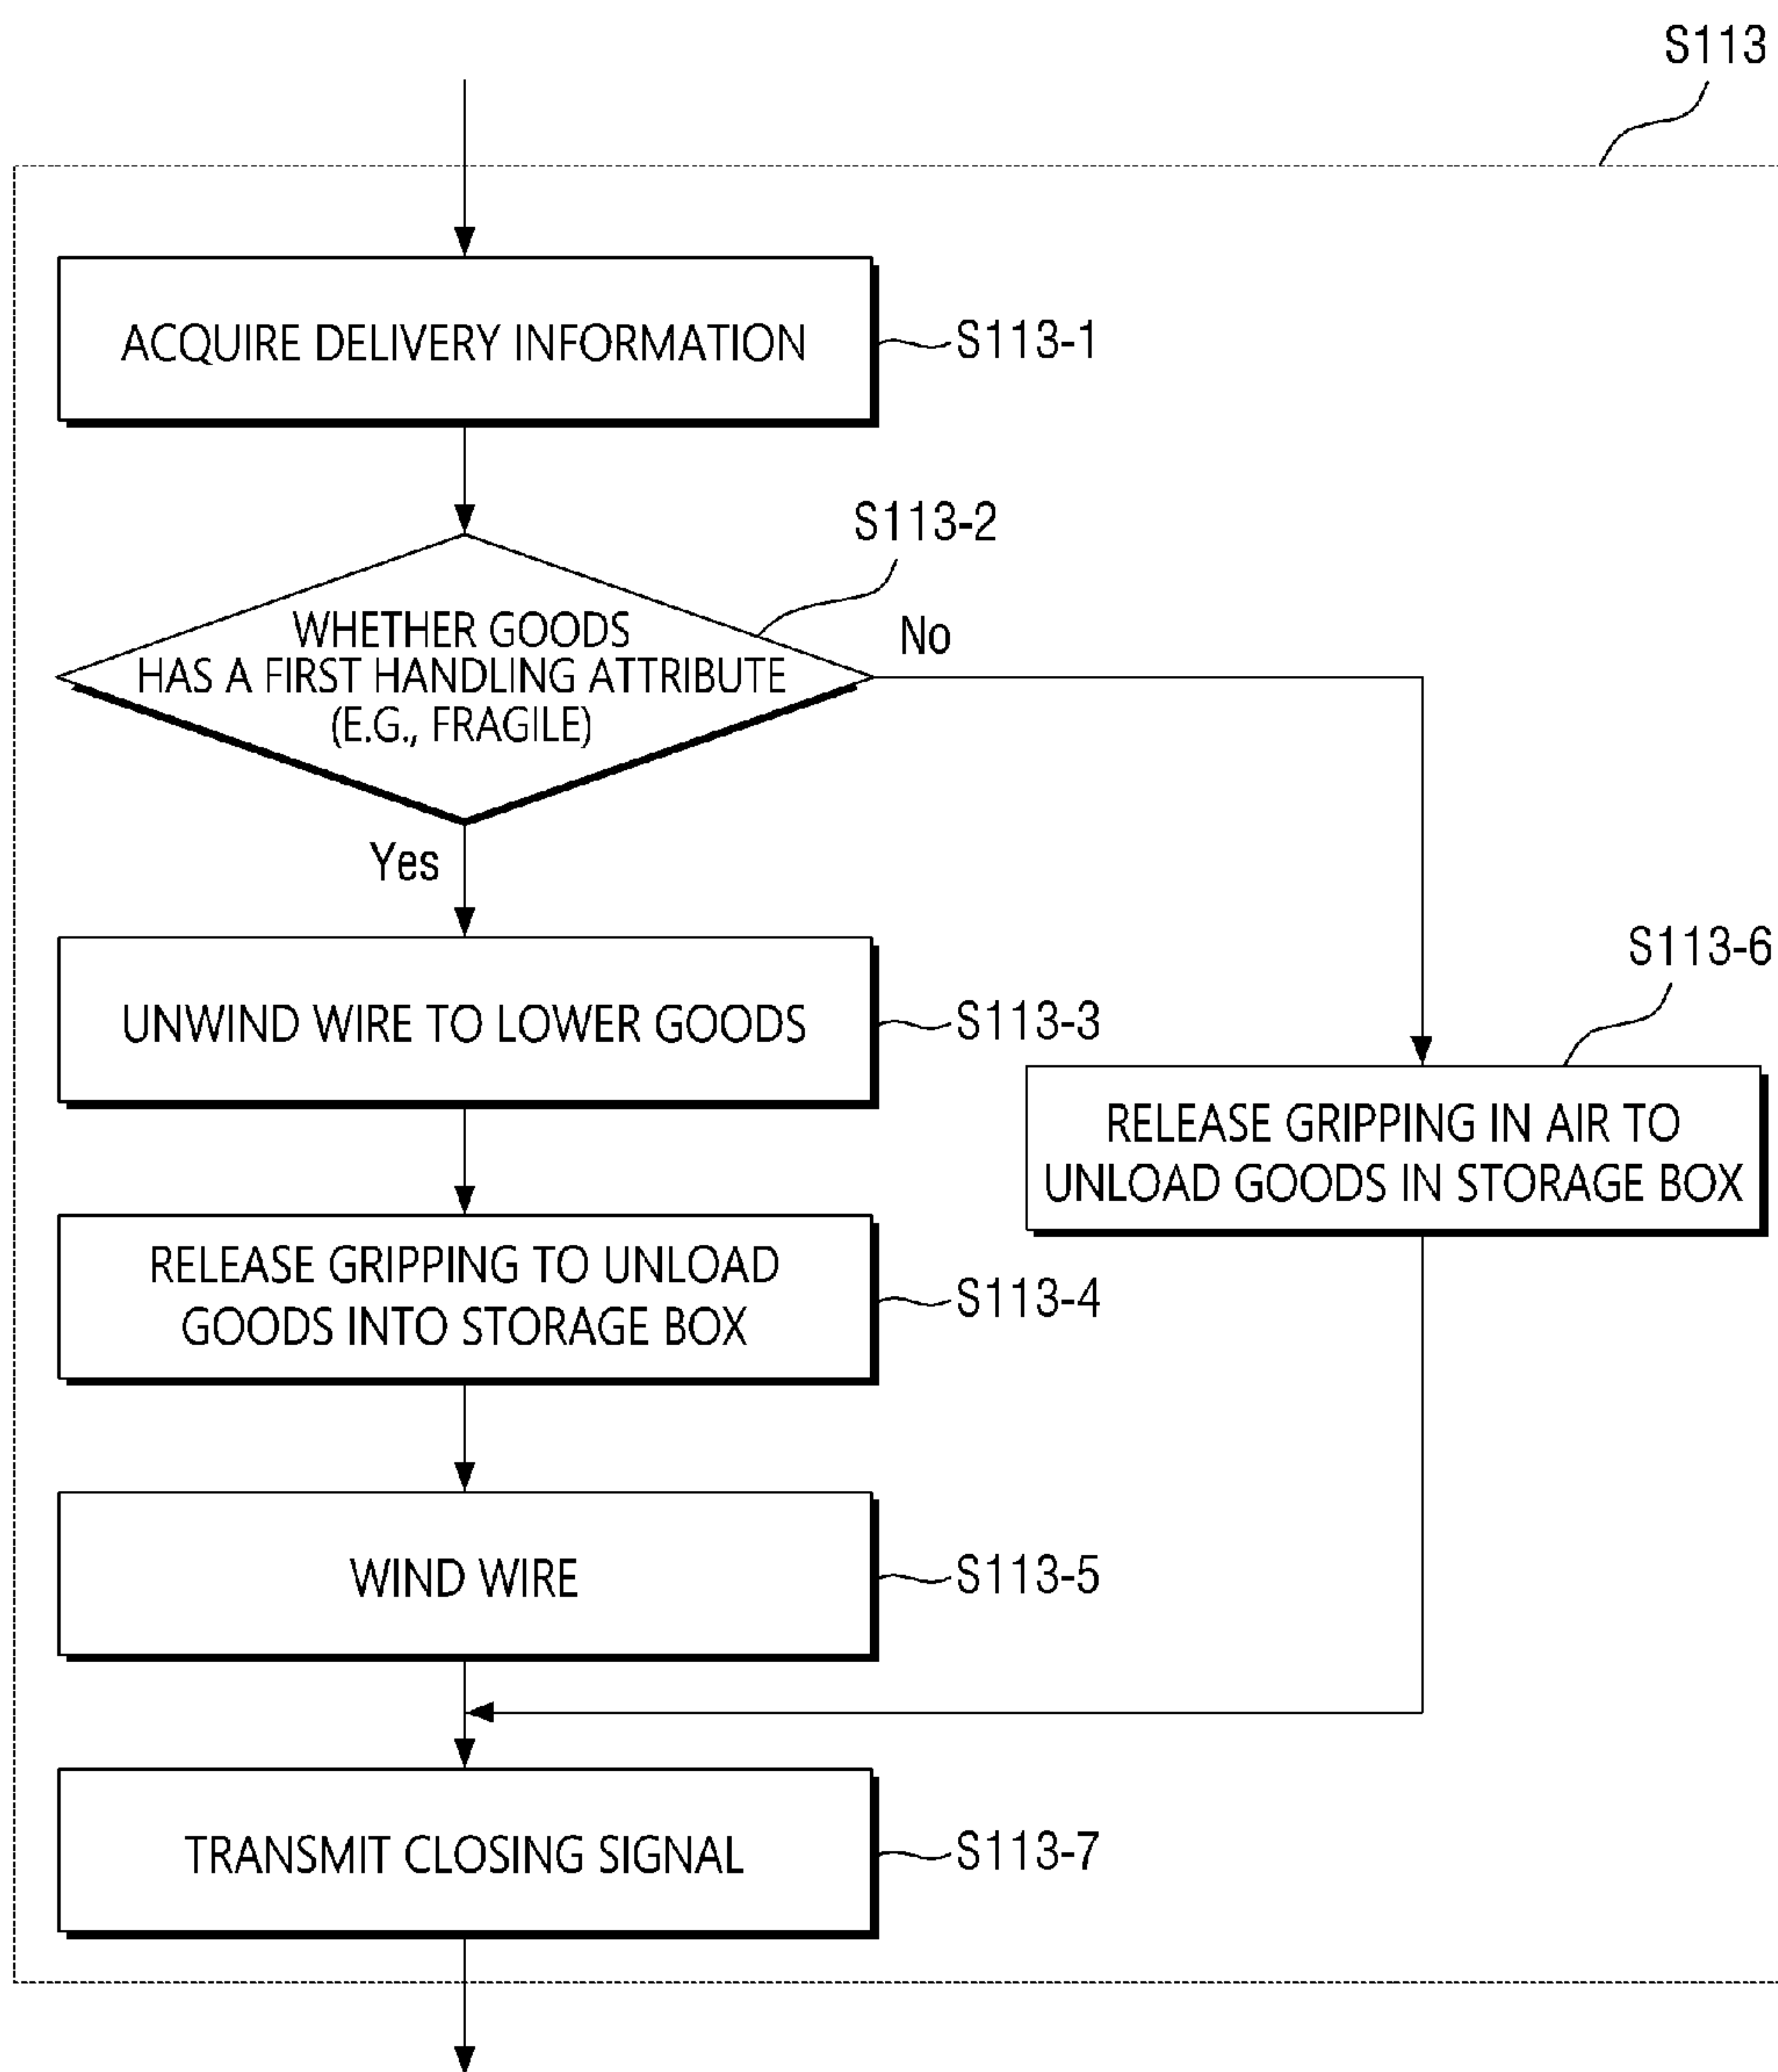 S113
ACQUIRE DELIVERY INFORMATION
S113-1
S113-2
WHETHER GOODS
HAS A FIRST HANDLING ATTRIBUTE
(E.G., FRAGILE)
No
Yes
UNWIND WIRE TO LOWER GOODS
S113-3
S113-6
RELEASE GRIPPING IN AIR TO
UNLOAD GOODS IN STORAGE BOX
RELEASE GRIPPING TO UNLOAD
GOODS INTO STORAGE BOX
S113-4
WIND WIRE
S113-5
TRANSMIT CLOSING SIGNAL
S113-7